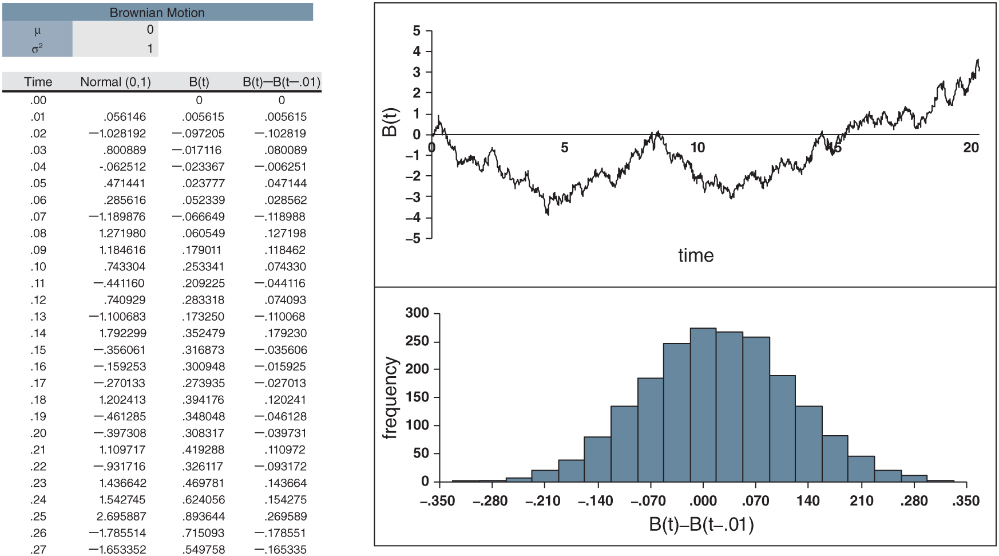 Brownian Motion
μ 0
σ² 1
Time Normal (0,1) B(t) B(t)—B(t—.01)
.00 0 0
.01 .056146 .005615 .005615
.02 —1.028192 —.097205 —.102819
.03 .800889 —.017116 .080089
.04 -.062512 —.023367 —.006251
.05 .471441 .023777 .047144
.06 .285616 .052339 .028562
.07 —1.189876 —.066649 —.118988
.08 1.271980 .060549 .127198
.09 1.184616 .179011 .118462
.10 .743304 .253341 .074330
.11 —.441160 .209225 —.044116
.12 .740929 .283318 .074093
.13 —1.100683 .173250 —.110068
.14 1.792299 .352479 .179230
.15 —.356061 .316873 —.035606
.16 —.159253 .300948 —.015925
.17 —.270133 .273935 —.027013
.18 1.202413 .394176 .120241
.19 —.461285 .348048 —.046128
.20 —.397308 .308317 —.039731
.21 1.109717 .419288 .110972
.22 —.931716 .326117 —.093172
.23 1.436642 .469781 .143664
.24 1.542745 .624056 .154275
.25 2.695887 .893644 .269589
.26 —1.785514 .715093 —.178551
.27 —1.653352 .549758 —.165335
5
4
3
2
1
0
–1
–2
–3
–4
–5
B(t)
0 5 10 15 20
time
300
250
200
150
100
50
0
frequency
–.350 –.280 –.210 –.140 –.070 .000 .070 140 210 .280 .350
B(t)–B(t–.01)